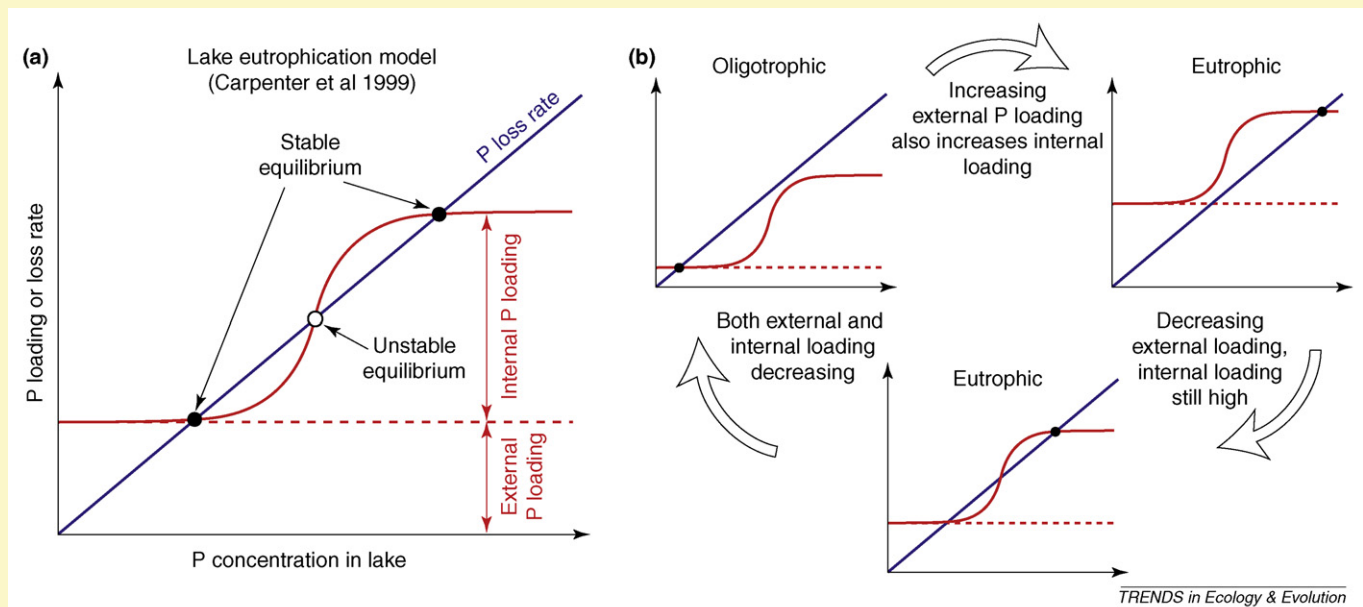 (a)
Lake eutrophication model
(Carpenter et al 1999)
Stable
equilibrium
P loss rate
Unstable
equilibrium
Internal P loading
External
P loading
P loading or loss rate
P concentration in lake
(b)
Oligotrophic
Increasing
external P loading
also increases internal
loading
Eutrophic
Both external and
internal loading
decreasing
Eutrophic
Decreasing
external loading,
internal loading
still high
TRENDS in Ecology & Evolution